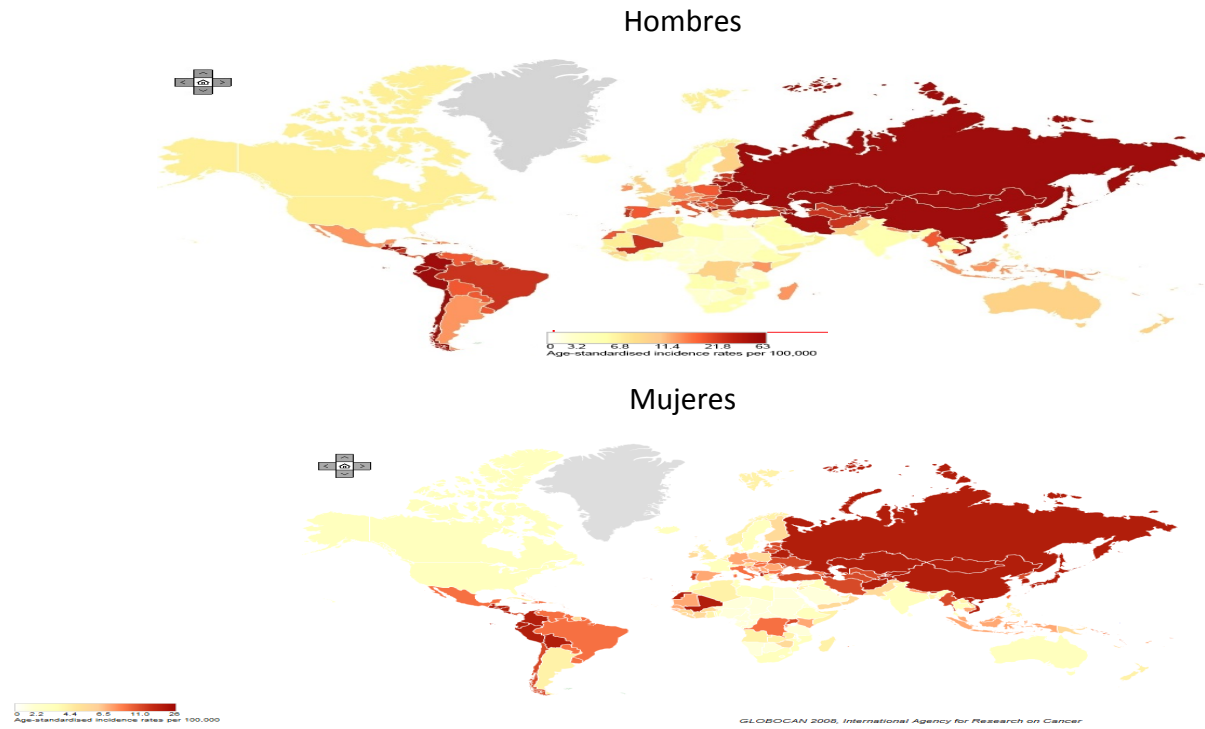 Hombres
0 3.2 6.8 11.4 21.8 63
Age-standardised incidence rates per 100,000
Mujeres
0 2.2 4.4 6.5 11.0 26
Age-standardised incidence rates per 100,000
GLOBOCAN 2008, International Agency for Research on Cancer